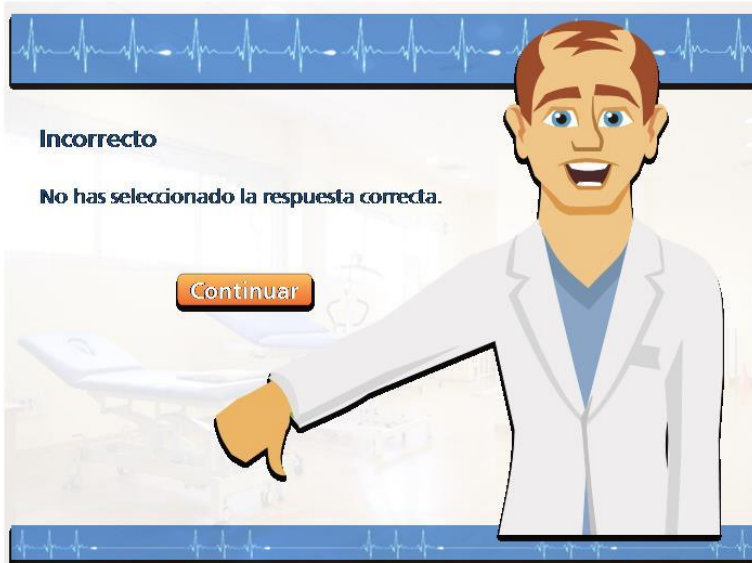 Incorrecto
No has seleccionado la respuesta correcta.
Continuar